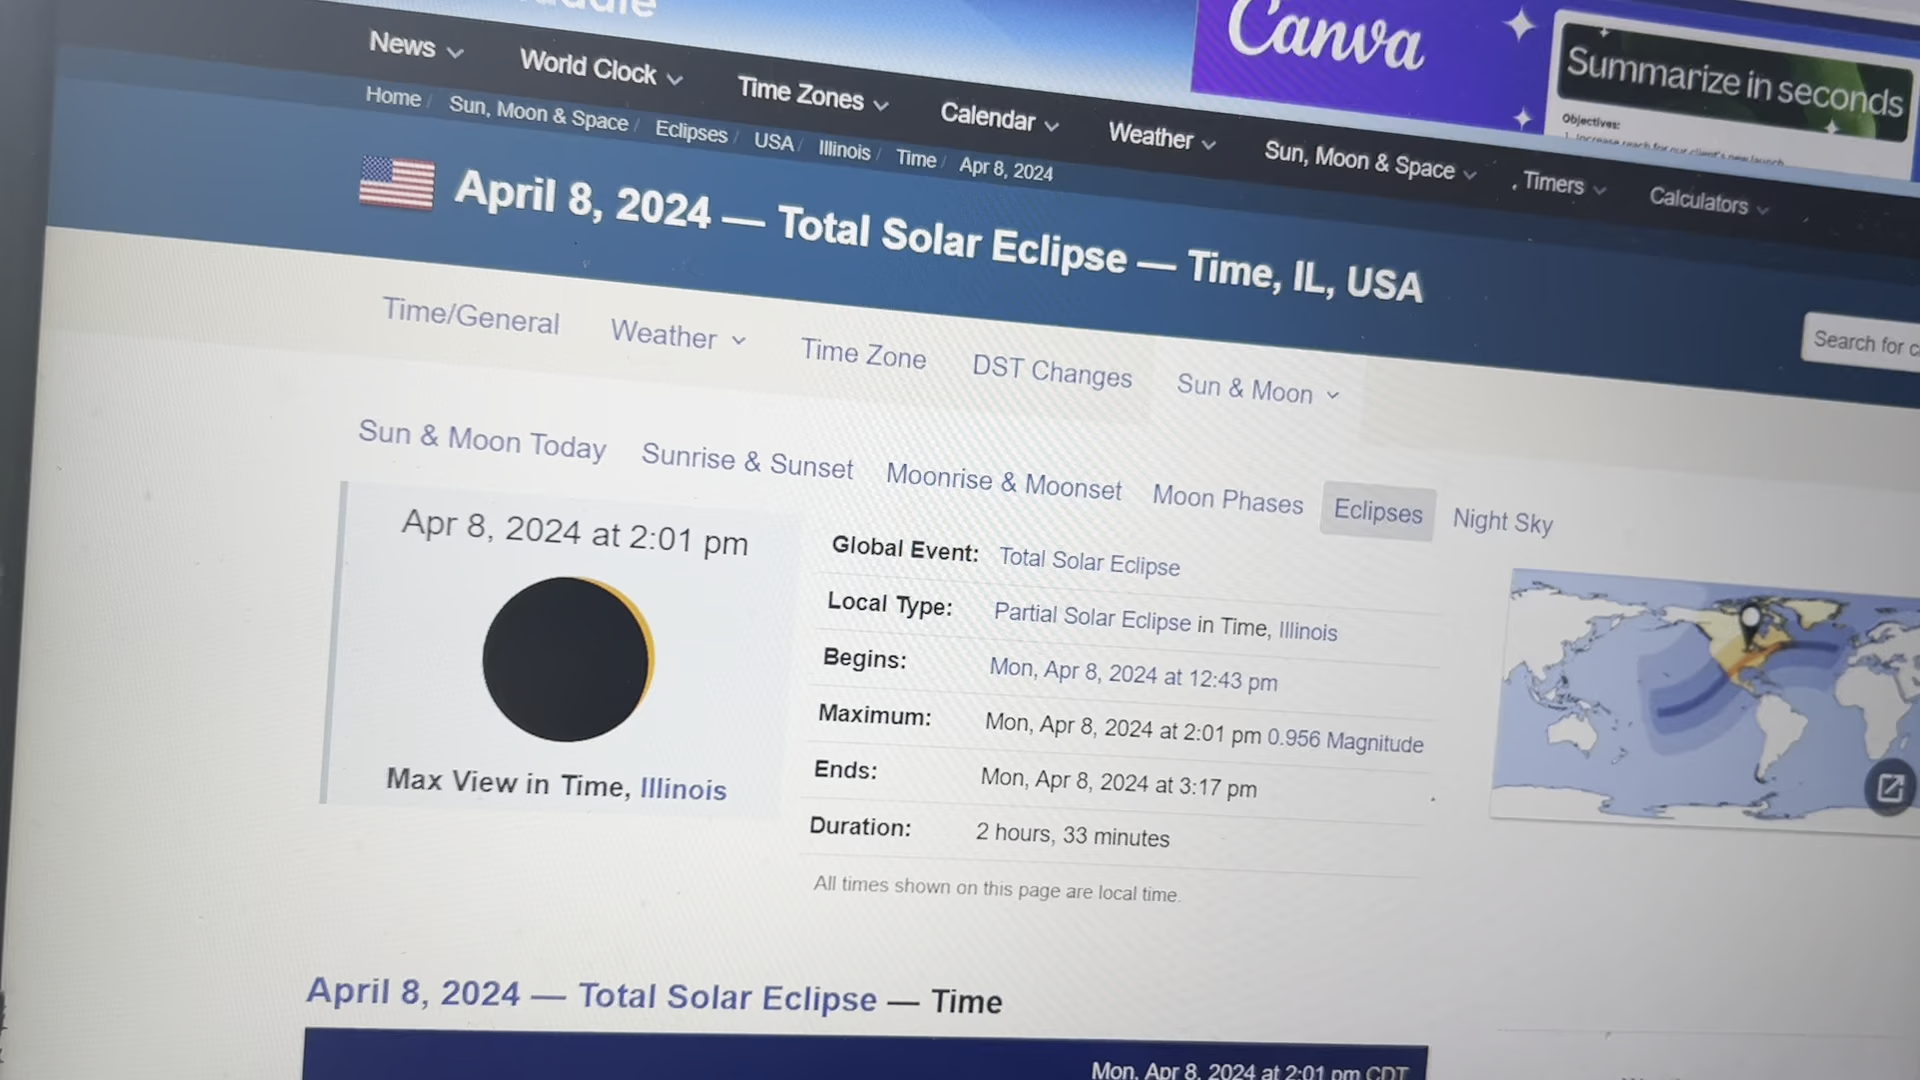 Canva
Summarize in seconds
Objectives:
News
World Clock
Time Zones
Calendar
Weather
Sun, Moon & Space
Timers
Calculators
Home / Sun, Moon & Space / Eclipses / USA / Illinois / Time / Apr 8, 2024
April 8, 2024 — Total Solar Eclipse — Time, IL, USA
Search for
Time/General
Weather
Time Zone
DST Changes
Sun & Moon
Sun & Moon Today
Sunrise & Sunset
Moonrise & Moonset
Moon Phases
Eclipses
Night Sky
Apr 8, 2024 at 2:01 pm
Max View in Time, Illinois
Global Event: Total Solar Eclipse
Local Type: Partial Solar Eclipse in Time, Illinois
Begins: Mon, Apr 8, 2024 at 12:43 pm
Maximum: Mon, Apr 8, 2024 at 2:01 pm 0.956 Magnitude
Ends: Mon, Apr 8, 2024 at 3:17 pm
Duration: 2 hours, 33 minutes
All times shown on this page are local time.
April 8, 2024 — Total Solar Eclipse — Time
Mon, Apr 8, 2024 at 2:01 pm CDT